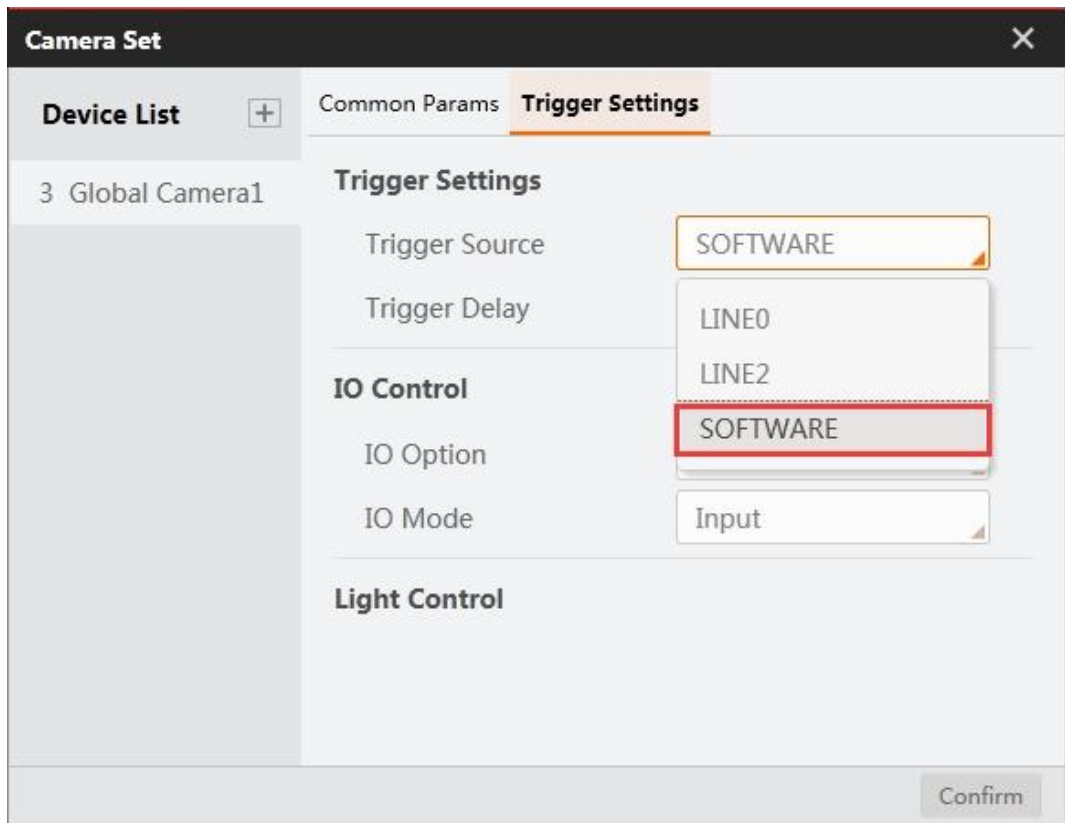 Camera Set
Device List
Common Params Trigger Settings
3 Global Camera1
Trigger Settings
Trigger Source SOFTWARE
Trigger Delay
LINE0
LINE2
IO Control
SOFTWARE
IO Option
IO Mode Input
Light Control
Confirm